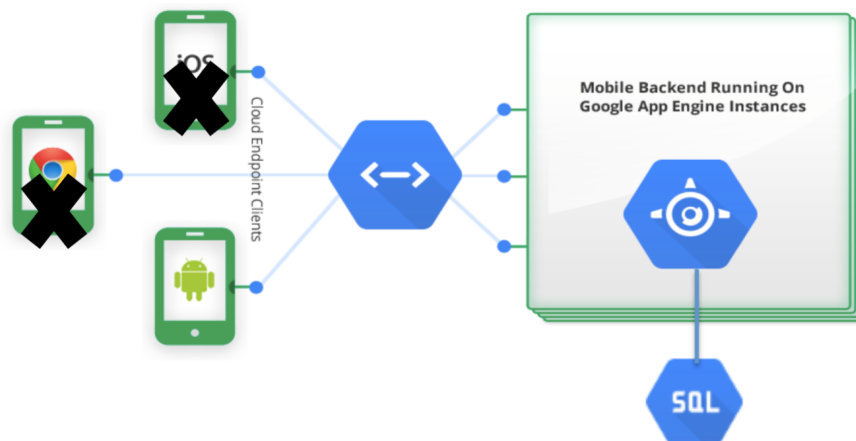 iOS
Cloud Endpoint Clients
Mobile Backend Running On
Google App Engine Instances
SQL